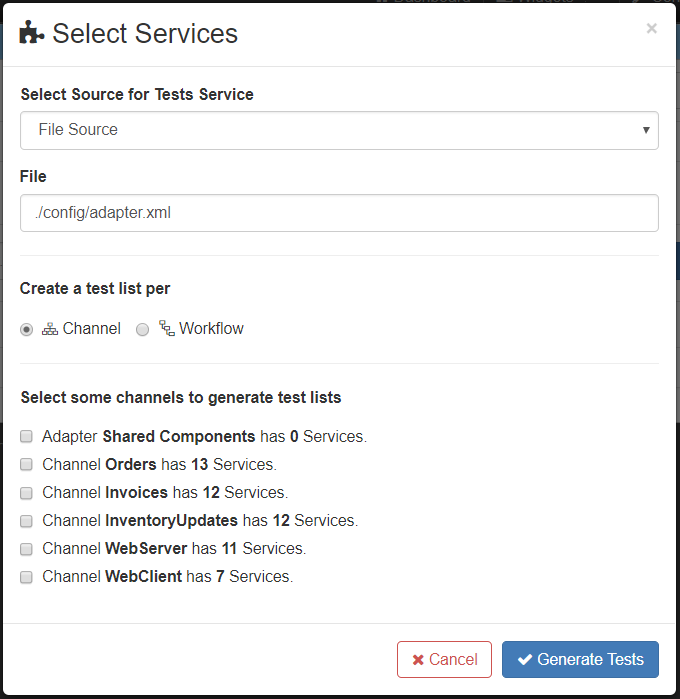 Select Services
×
Select Source for Tests Service
File Source
File
./config/adapter.xml
Create a test list per
Channel Workflow
Select some channels to generate test lists
Adapter Shared Components has 0 Services.
Channel Orders has 13 Services.
Channel Invoices has 12 Services.
Channel InventoryUpdates has 12 Services.
Channel WebServer has 11 Services.
Channel WebClient has 7 Services.
Cancel Generate Tests